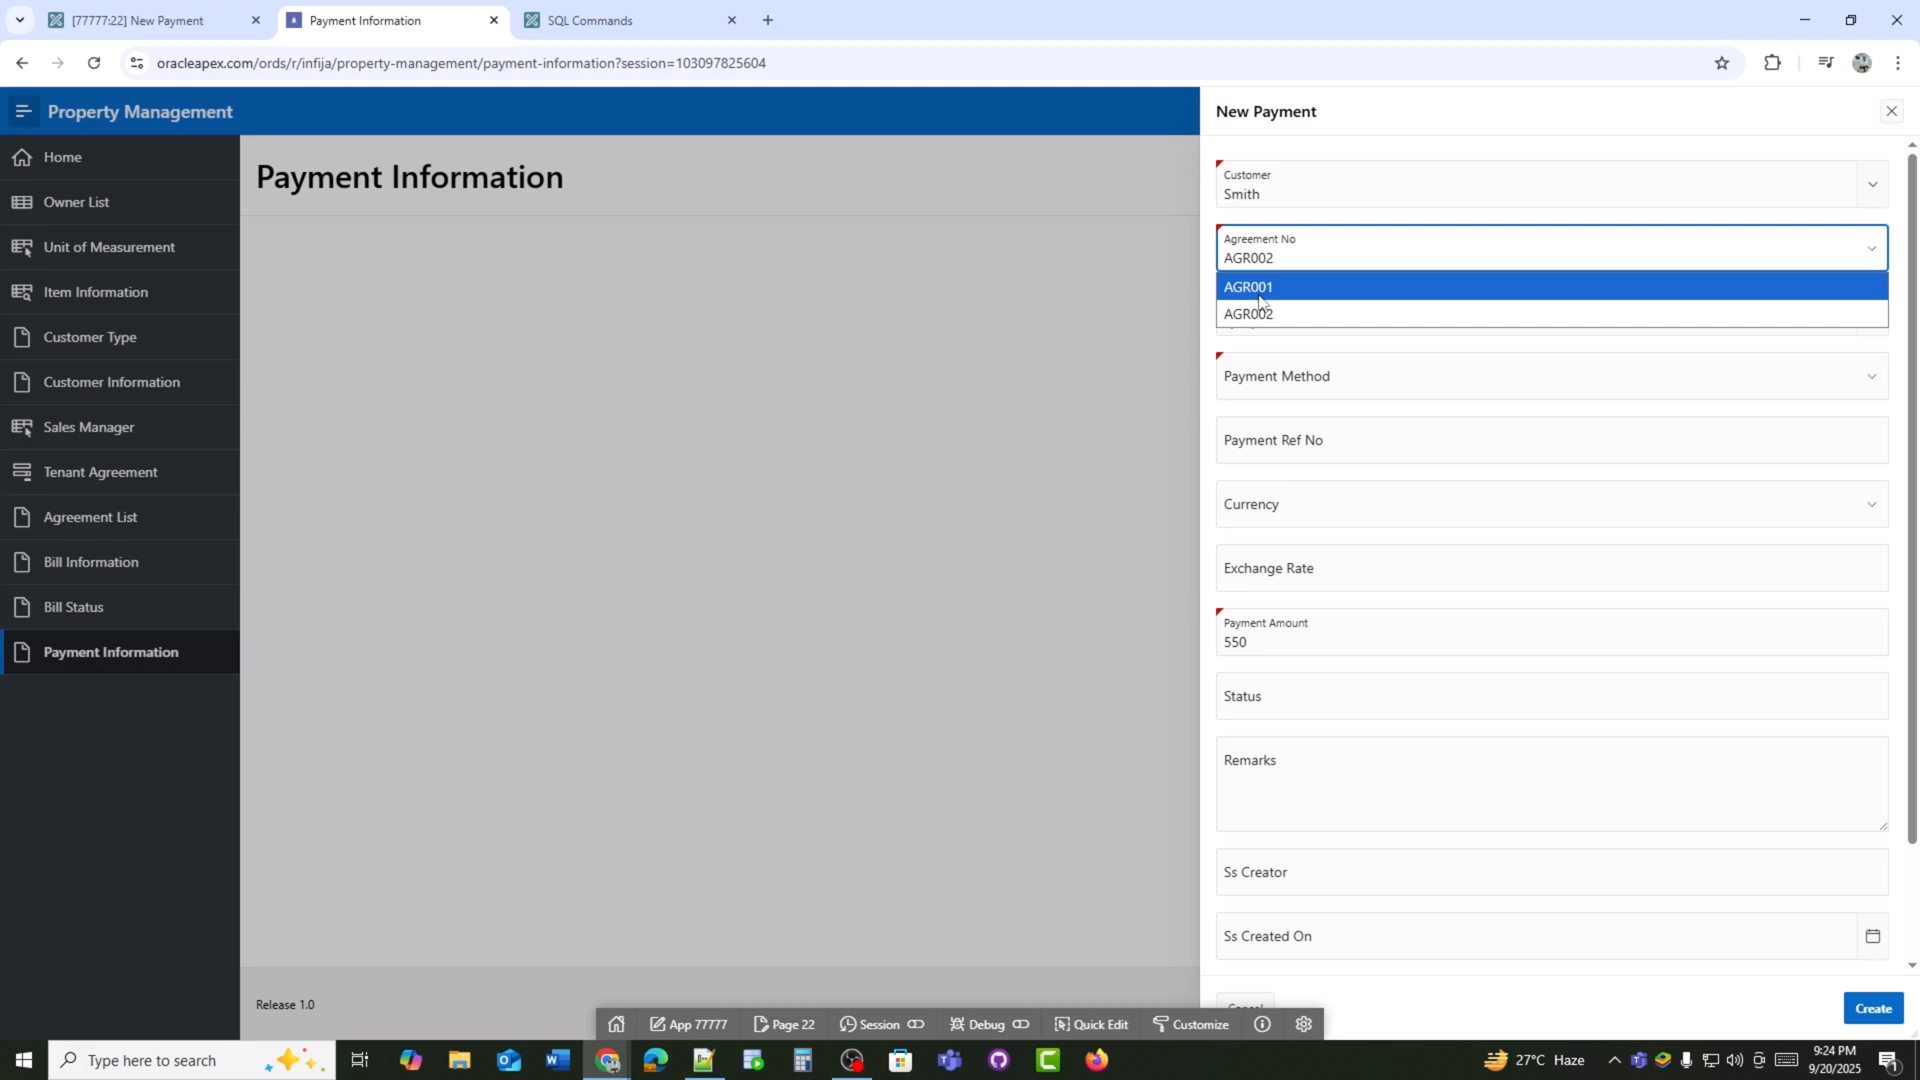 [77777:22] New Payment
Payment Information
SQL Commands
oracleapex.com/ords/r/infija/property-management/payment-information?session=103097825604
Property Management
Home
Owner List
Unit of Measurement
Item Information
Customer Type
Customer Information
Sales Manager
Tenant Agreement
Agreement List
Bill Information
Bill Status
Payment Information
Payment Information
Release 1.0
New Payment
Customer
Smith
Agreement No
AGR002
AGR001
AGR002
Payment Method
Payment Ref No
Currency
Exchange Rate
Payment Amount
550
Status
Remarks
Ss Creator
Ss Created On
Cancel
Create
App 77777
Page 22
Session
Debug
Quick Edit
Customize
Type here to search
27°C Haze
9:24 PM
9/20/2025
1